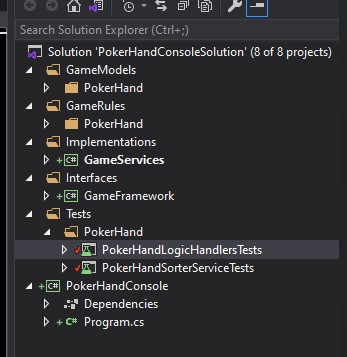 Search Solution Explorer (Ctrl+;)
Solution 'PokerHandConsoleSolution' (8 of 8 projects)
GameModels
PokerHand
GameRules
PokerHand
Implementations
+ C# GameServices
Interfaces
+ C# GameFramework
Tests
PokerHand
PokerHandLogicHandlersTests
PokerHandSorterServiceTests
+ C# PokerHandConsole
Dependencies
+ C# Program.cs